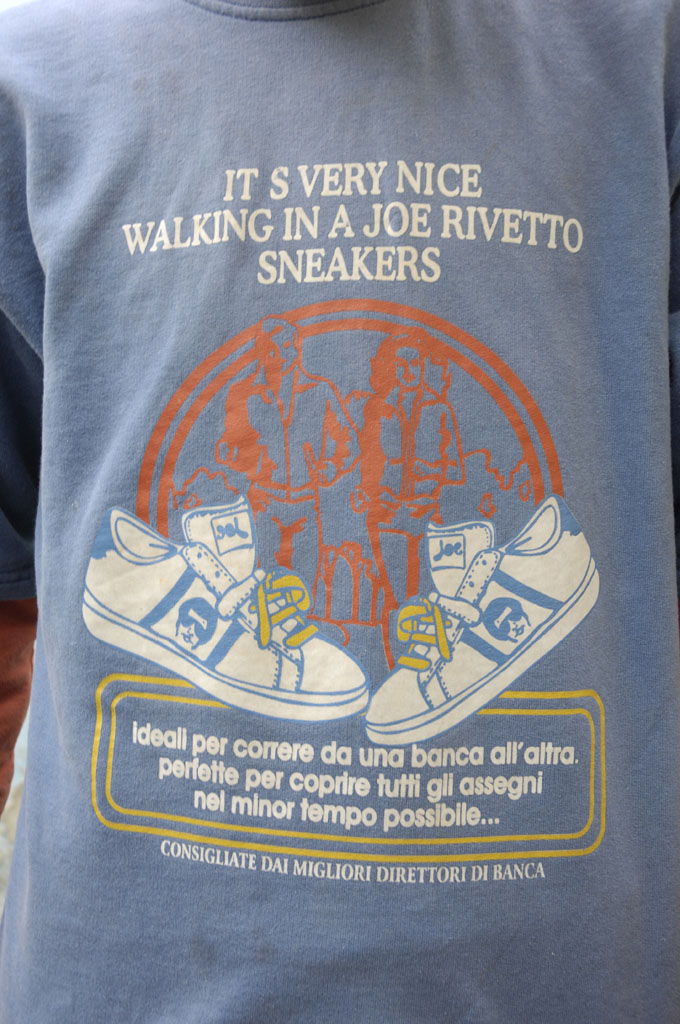 IT S VERY NICE
WALKING IN A JOE RIVETTO
SNEAKERS
Joe
Joe
ideali per correre da una banca all'altra.
perfette per coprire tutti gli assegni
nel minor tempo possibile...
CONSIGLIATE DAI MIGLIORI DIRETTORI DI BANCA